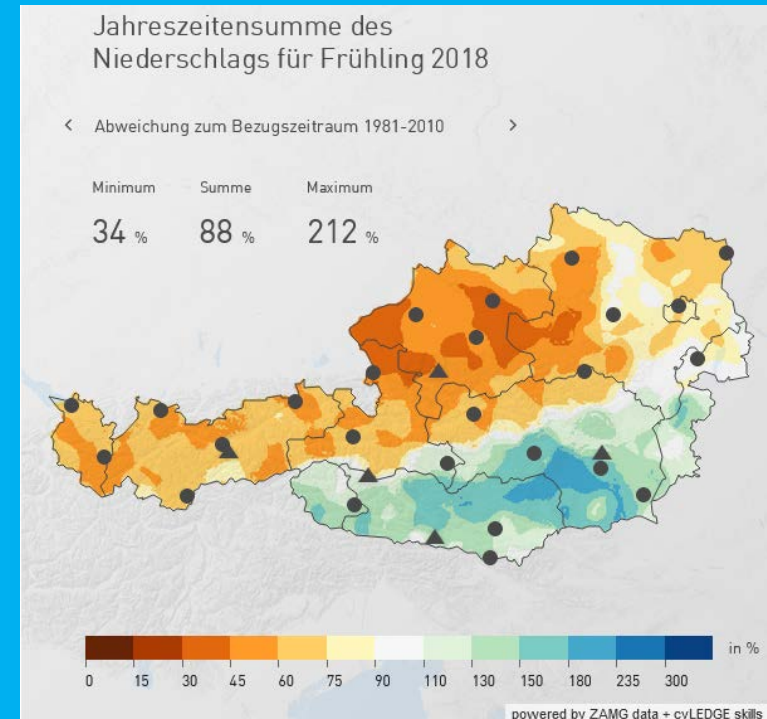 Jahreszeitensumme des
Niederschlags für Frühling 2018
< Abweichung zum Bezugszeitraum 1981-2010 >
Minimum Summe Maximum
34 % 88 % 212 %
in %
0 15 30 45 60 75 90 110 130 150 180 235 300
powered by ZAMG data + cyLEDGE skills